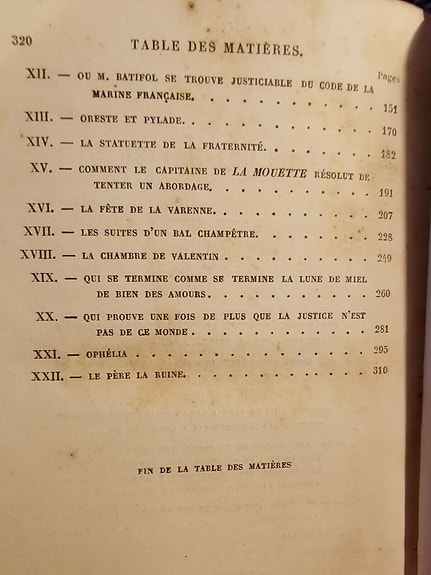 320
TABLE DES MATIÈRES.
Pages
XII. — OU M. BATIFOL SE TROUVE JUSTICIABLE DU CODE DE LA
MARINE FRANÇAISE. . . . . . . . . . . 151
XIII. — ORESTE ET PYLADE. . . . . . . . . . . 170
XIV. — LA STATUETTE DE LA FRATERNITÉ. . . . . . . 182
XV. — COMMENT LE CAPITAINE DE LA MOUETTE RÉSOLUT DE
TENTER UN ABORDAGE. . . . . . . . . . 191
XVI. — LA FÊTE DE LA VARENNE. . . . . . . . . 207
XVII. — LES SUITES D'UN BAL CHAMPÊTRE. . . . . . . 228
XVIII. — LA CHAMBRE DE VALENTIN . . . . . . . . 249
XIX. — QUI SE TERMINE COMME SE TERMINE LA LUNE DE MIEL
DE BIEN DES AMOURS. . . . . . . . . . 260
XX. — QUI PROUVE UNE FOIS DE PLUS QUE LA JUSTICE N'EST
PAS DE CE MONDE . . . . . . . . . . . 281
XXI. — OPHÉLIA . . . . . . . . . . . . . 295
XXII. — LE PÈRE LA RUINE. . . . . . . . . . . 310
FIN DE LA TABLE DES MATIÈRES